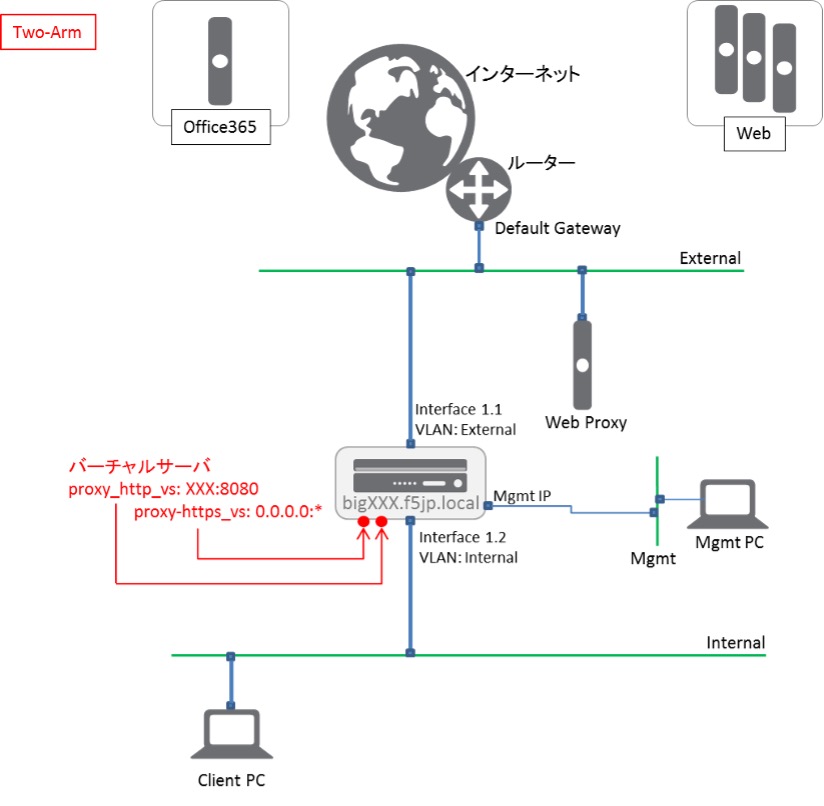 Two-Arm
Office365
インターネット
Web
ルーター
Default Gateway
External
Web Proxy
Interface 1.1
VLAN: External
バーチャルサーバ
proxy_http_vs: XXX:8080
proxy-https_vs: 0.0.0.0:*
bigXXX.f5jp.local
Mgmt IP
Mgmt
Mgmt PC
Interface 1.2
VLAN: Internal
Internal
Client PC